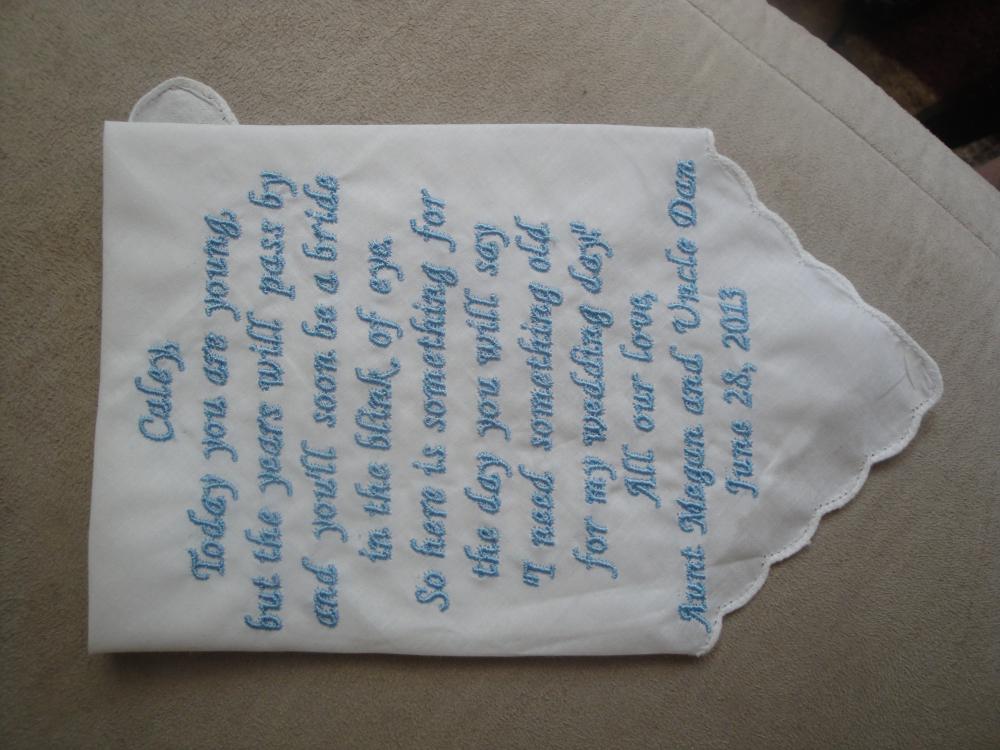 Caley,
Today you are young,
but the years will pass by
and you'll soon be a bride
in the blink of eye.
So here is something for
the day you will say
"I need something old
for my wedding day"
All our love,
Aunt Megan and Uncle Dan
June 28, 2013